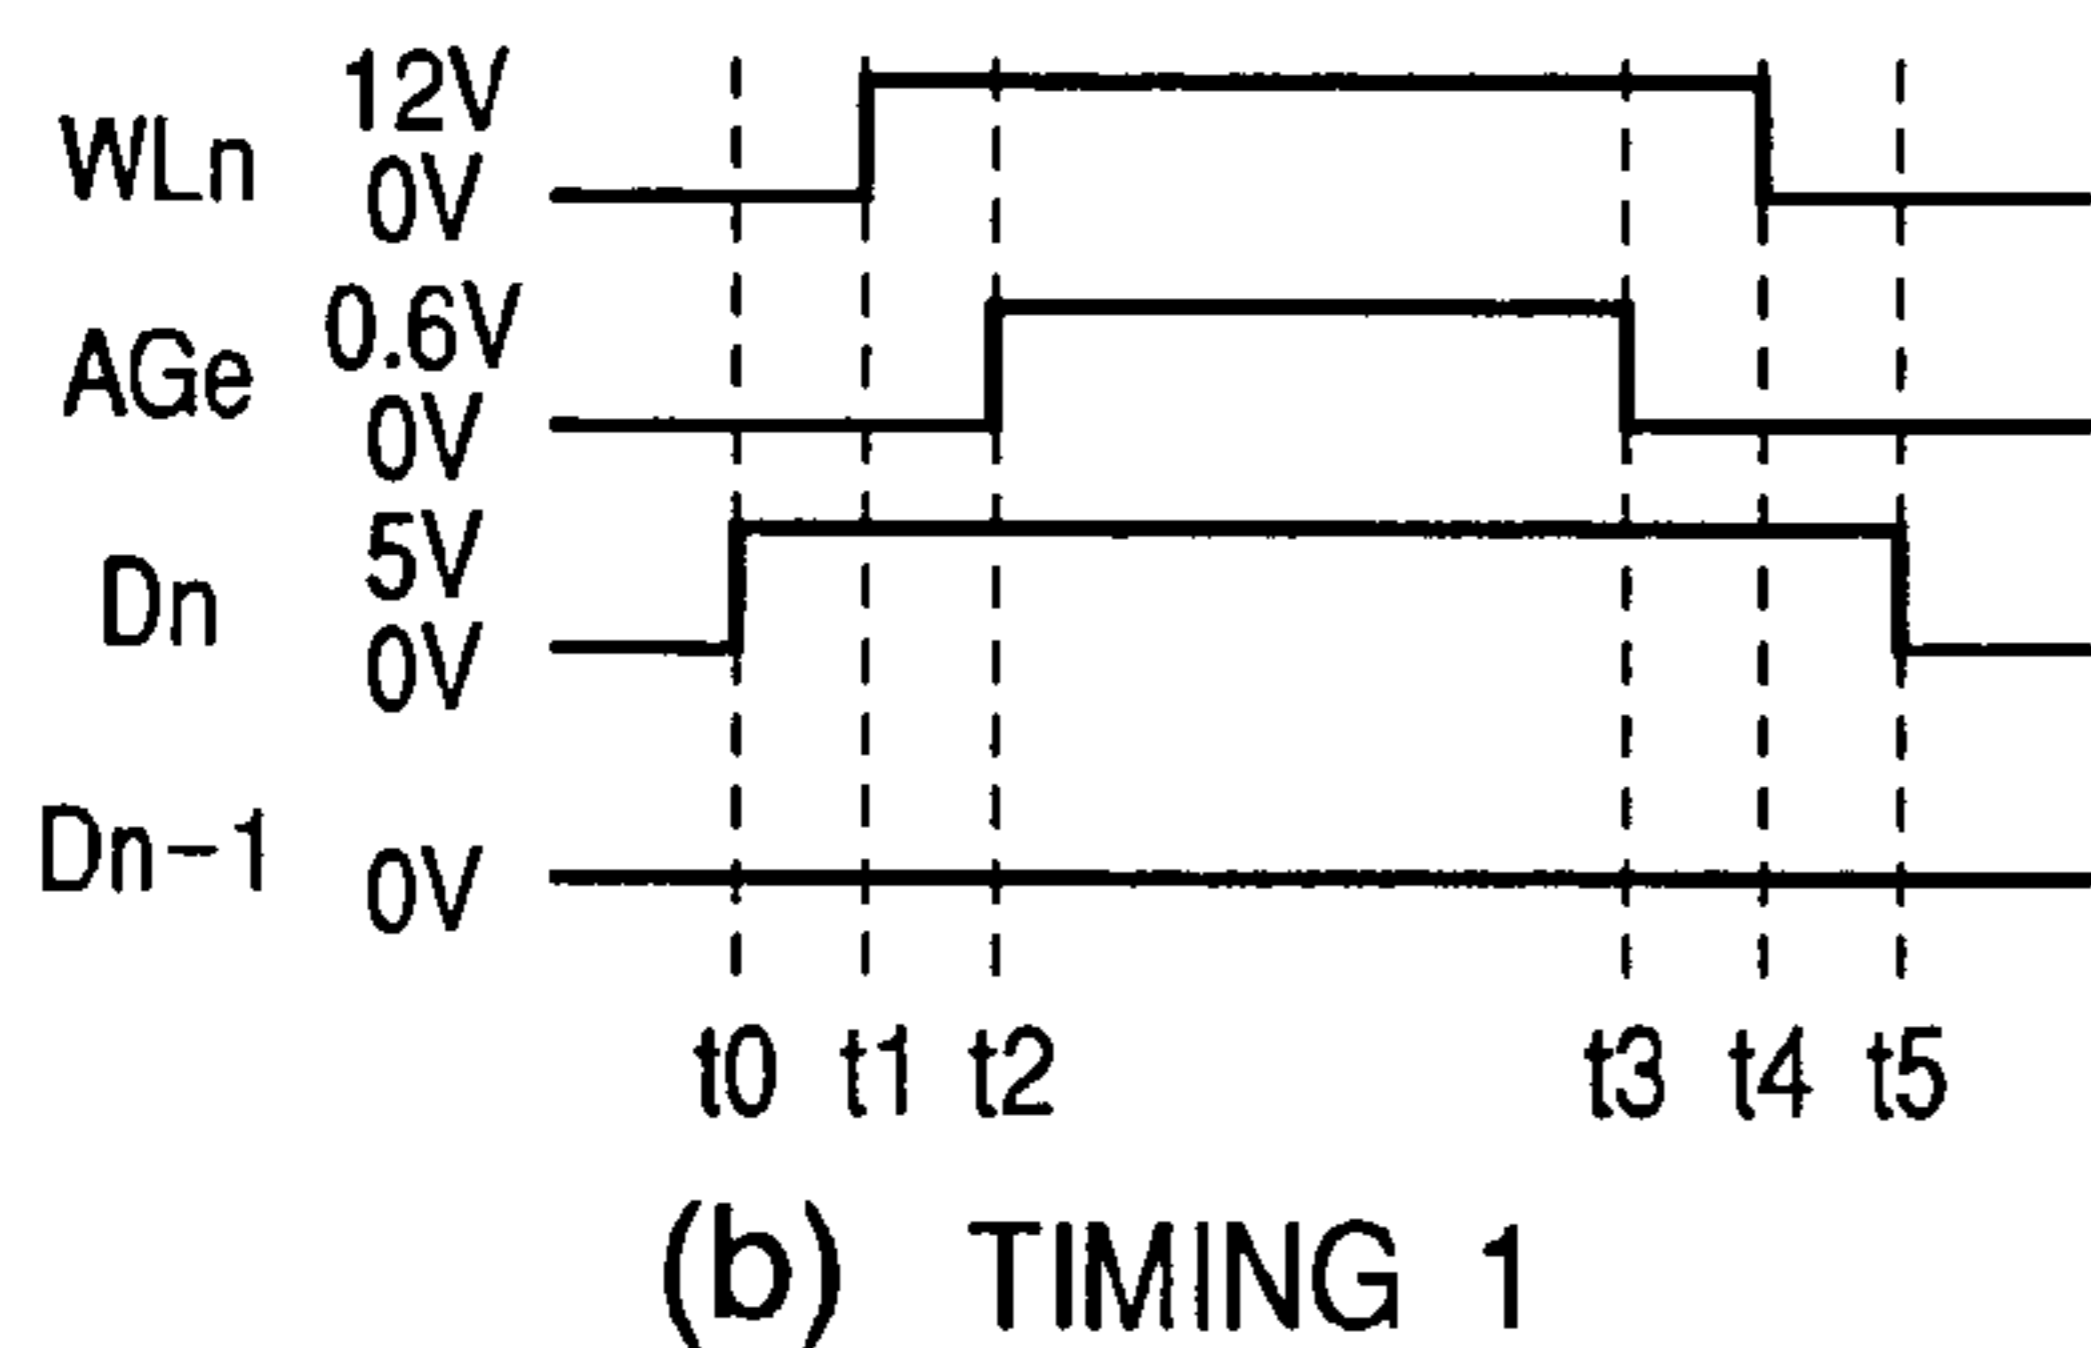 WLn 12V
0V
AGe 0.6V
0V
Dn 5V
0V
Dn-1 0V
t0 t1 t2 t3 t4 t5
(b) TIMING 1